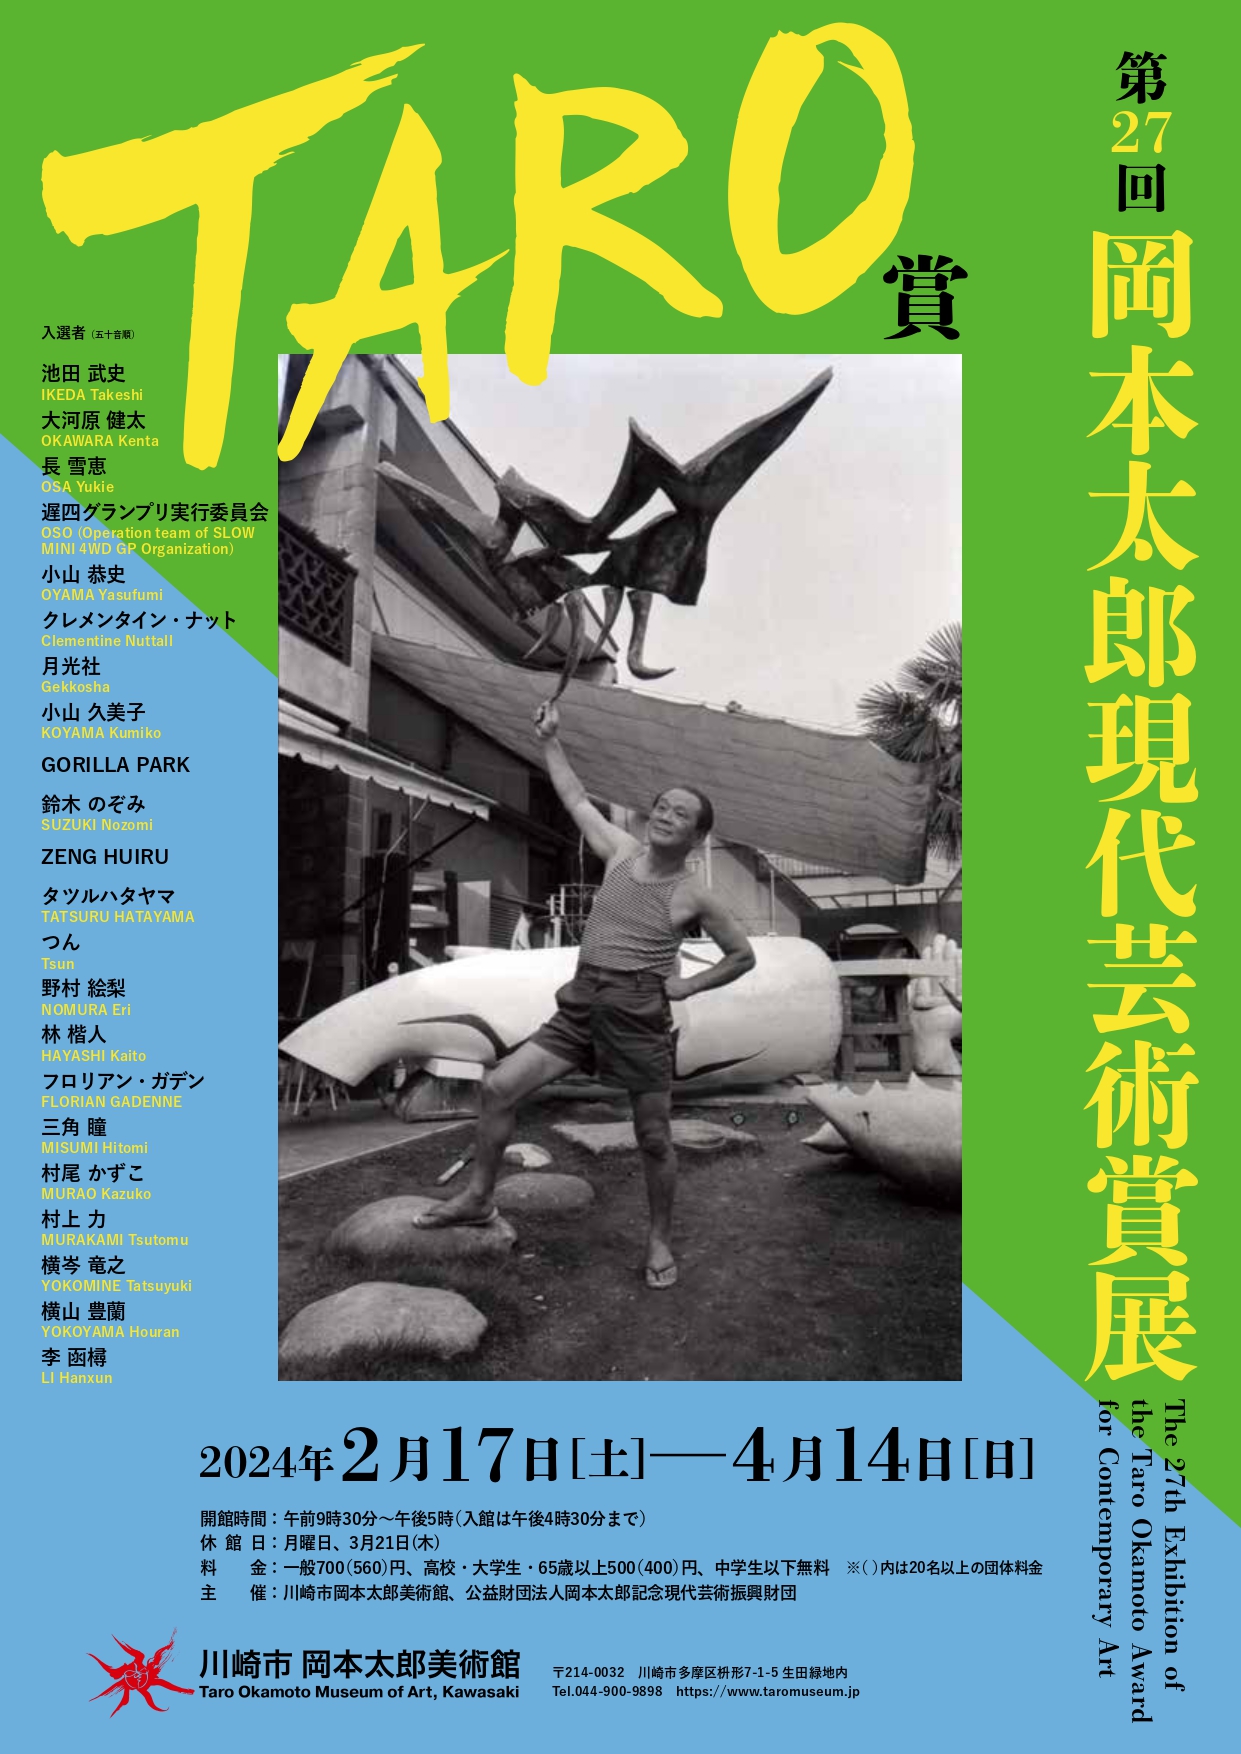 TARO
賞
第27回 岡本太郎現代芸術賞展
The 27th Exhibition of
the Taro Okamoto Award
for Contemporary Art
入選者（五十音順）
池田 武史
IKEDA Takeshi
大河原 健太
OKAWARA Kenta
長 雪恵
OSA Yukie
遅四グランプリ実行委員会
OSO (Operation team of SLOW
MINI 4WD GP Organization)
小山 恭史
OYAMA Yasufumi
クレメンタイン・ナット
Clementine Nuttall
月光社
Gekkosha
小山 久美子
KOYAMA Kumiko
GORILLA PARK
鈴木 のぞみ
SUZUKI Nozomi
ZENG HUIRU
タツルハタヤマ
TATSURU HATAYAMA
つん
Tsun
野村 絵梨
NOMURA Eri
林 楷人
HAYASHI Kaito
フロリアン・ガデン
FLORIAN GADENNE
三角 瞳
MISUMI Hitomi
村尾 かずこ
MURAO Kazuko
村上 力
MURAKAMI Tsutomu
横岑 竜之
YOKOMINE Tatsuyuki
横山 豊蘭
YOKOYAMA Houran
李 函樳
LI Hanxun
2024年2月17日[土]―4月14日[日]
開館時間：午前9時30分〜午後5時（入館は午後4時30分まで）
休館日：月曜日、3月21日(木)
料金：一般700（560）円、高校・大学生・65歳以上500（400）円、中学生以下無料 ※（ ）内は20名以上の団体料金
主催：川崎市岡本太郎美術館、公益財団法人岡本太郎記念現代芸術振興財団
川崎市 岡本太郎美術館
Taro Okamoto Museum of Art, Kawasaki
〒214-0032 川崎市多摩区枡形7-1-5 生田緑地内
Tel.044-900-9898 https://www.taromuseum.jp